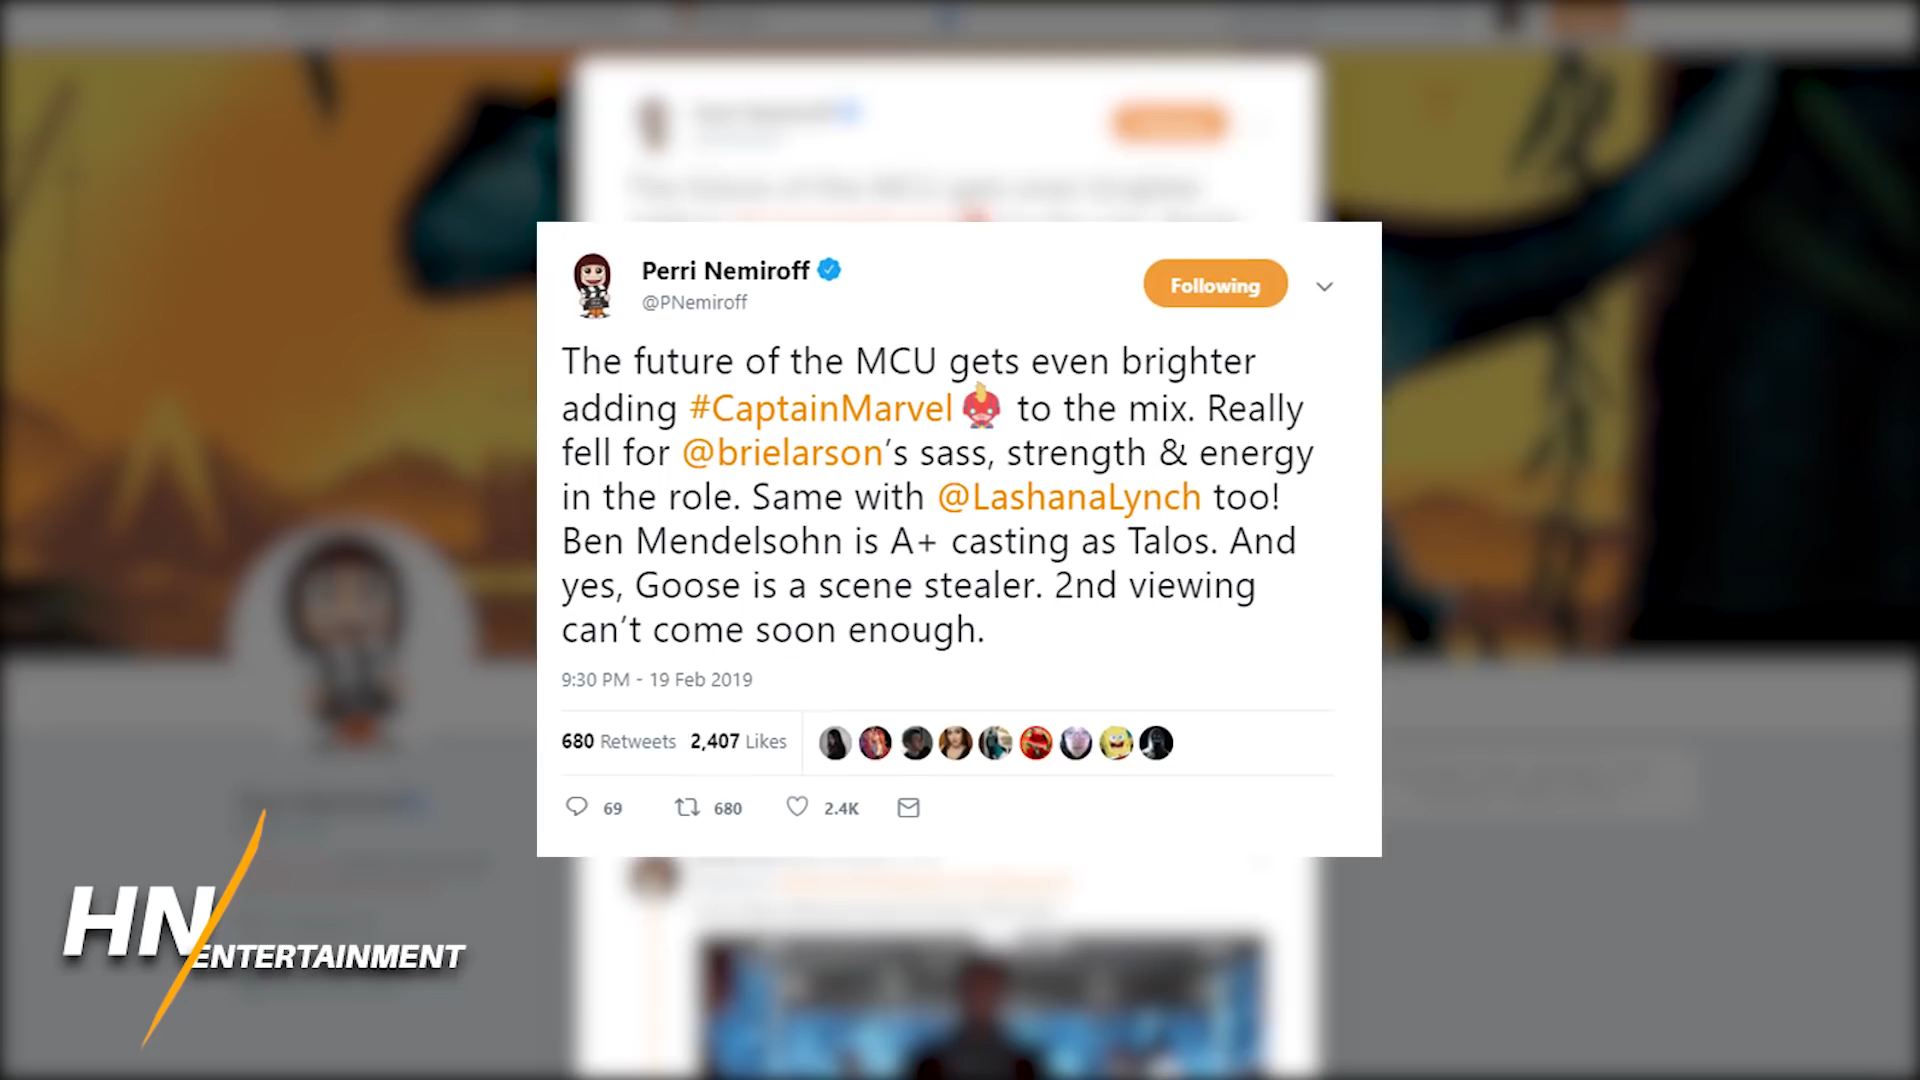 Perri Nemiroff
@PNemiroff
Following
The future of the MCU gets even brighter
adding #CaptainMarvel to the mix. Really
fell for @brielarson's sass, strength & energy
in the role. Same with @LashanaLynch too!
Ben Mendelsohn is A+ casting as Talos. And
yes, Goose is a scene stealer. 2nd viewing
can't come soon enough.
9:30 PM - 19 Feb 2019
680 Retweets 2,407 Likes
69 680 2.4K
HN
ENTERTAINMENT